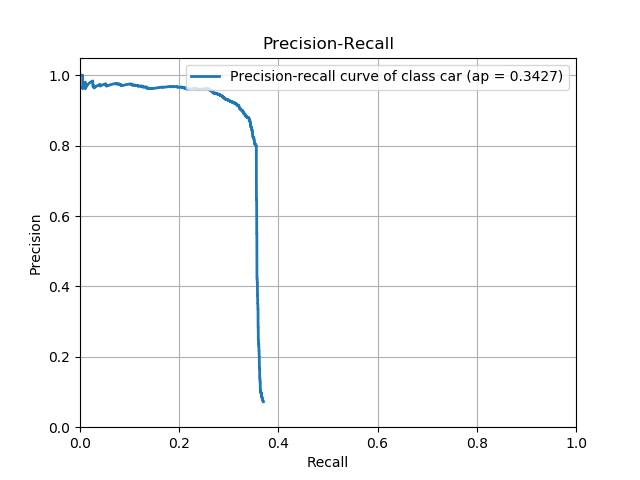 Precision-Recall
Precision-recall curve of class car (ap = 0.3427)
1.0
0.8
0.6
0.4
0.2
0.0
Precision
0.0 0.2 0.4 0.6 0.8 1.0
Recall